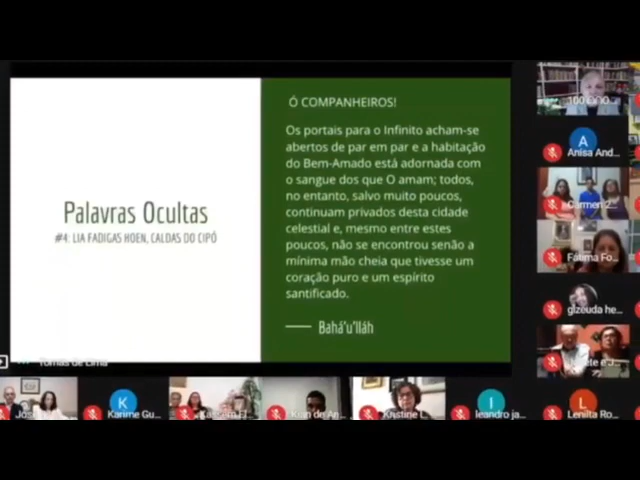 Palavras Ocultas
#4: LIA FADIGAS HOEN, CALDAS DO CIPÓ
Ó COMPANHEIROS!
Os portais para o Infinito acham-se
abertos de par em par e a habitação
do Bem-Amado está adornada com
o sangue dos que O amam; todos,
no entanto, salvo muito poucos,
continuam privados desta cidade
celestial e, mesmo entre estes
poucos, não se encontrou senão a
mínima mão cheia que tivesse um
coração puro e um espírito
santificado.
Bahá'u'lláh
A
Anisa And...
Carmen
Fátima Fo...
gizeuda he...
Tomás de Lima
K
Karime Gu...
Kristine L...
l
leandro ja...
L
Lenilta Ro...